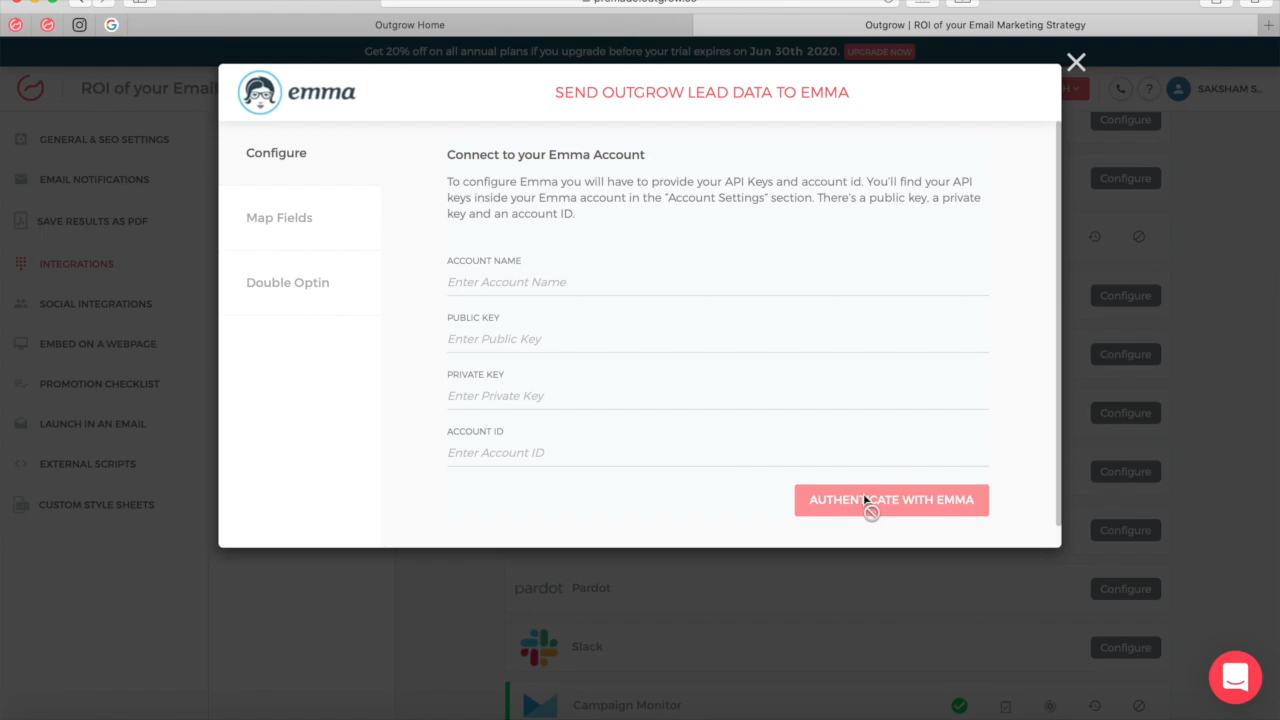 Outgrow Home
Outgrow | ROI of your Email Marketing Strategy
Get 20% off on all annual plans if you upgrade before your trial expires on Jun 30th 2020. UPGRADE NOW
ROI of your Email
SAKSHAM S...
emma
SEND OUTGROW LEAD DATA TO EMMA
GENERAL & SEO SETTINGS
EMAIL NOTIFICATIONS
SAVE RESULTS AS PDF
INTEGRATIONS
SOCIAL INTEGRATIONS
EMBED ON A WEBPAGE
PROMOTION CHECKLIST
LAUNCH IN AN EMAIL
EXTERNAL SCRIPTS
CUSTOM STYLE SHEETS
Configure
Map Fields
Double Optin
Connect to your Emma Account
To configure Emma you will have to provide your API Keys and account id. You'll find your API
keys inside your Emma account in the “Account Settings” section. There's a public key, a private
key and an account ID.
ACCOUNT NAME
Enter Account Name
PUBLIC KEY
Enter Public Key
PRIVATE KEY
Enter Private Key
ACCOUNT ID
Enter Account ID
AUTHENTICATE WITH EMMA
Configure
Configure
Configure
Configure
Configure
Configure
Configure
pardot Pardot
Configure
Slack
Configure
Campaign Monitor